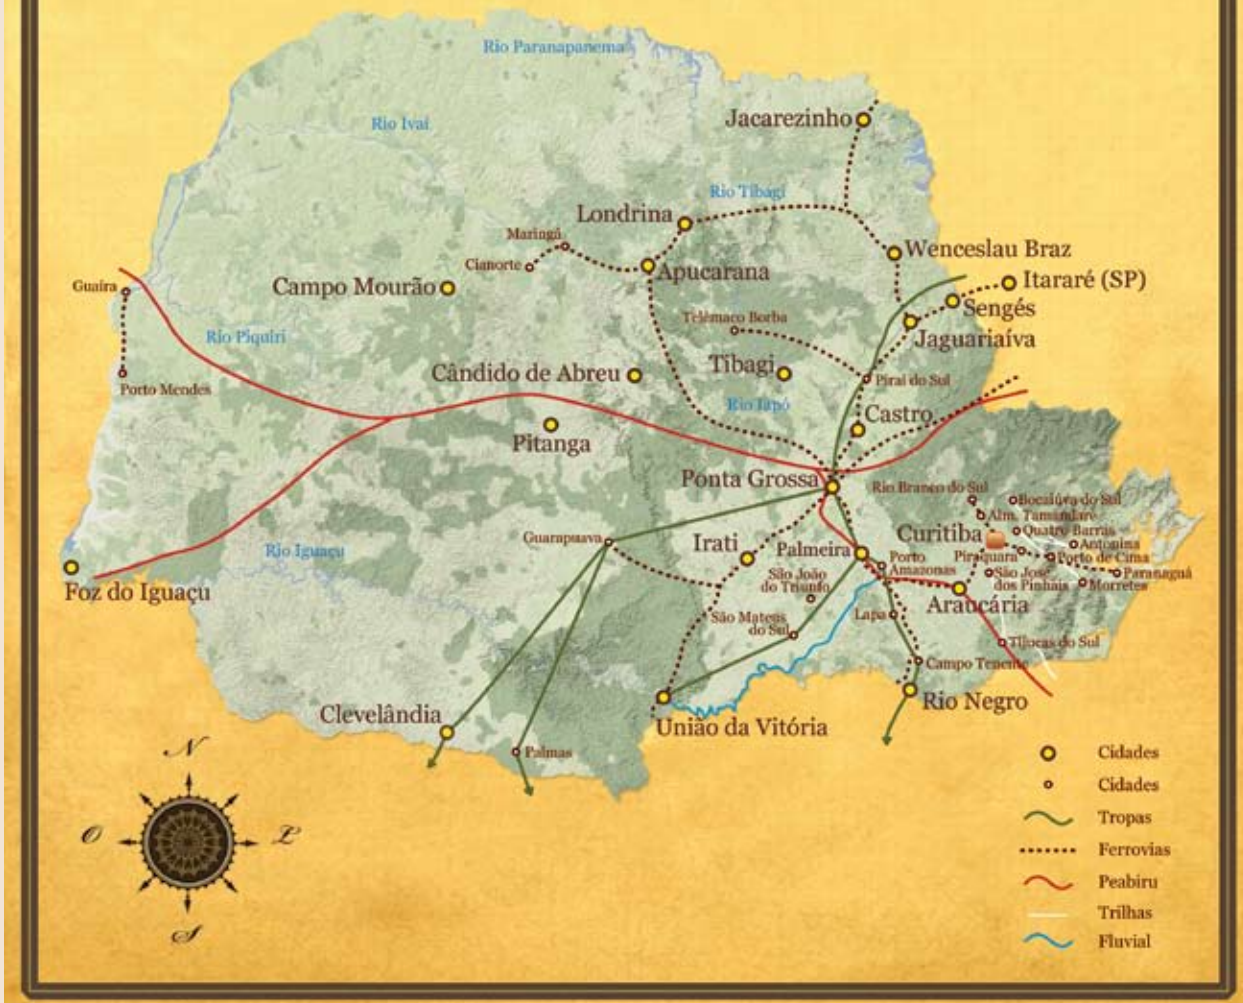 Rio Paranapanema
Jacarezinho
Rio Ivaí
Rio Tibagi
Londrina
Maringá
Cianorte
Apucarana
Wenceslau Braz
Itararé (SP)
Sengés
Guaíra
Campo Mourão
Telêmaco Borba
Jaguariaíva
Rio Piquiri
Porto Mendes
Cândido de Abreu
Tibagi
Piraí do Sul
Rio Iapó
Castro
Pitanga
Ponta Grossa
Rio Branco do Sul
Bocaiúva do Sul
Alm. Tamandaré
Curitiba
Quatro Barras
Antonina
Guarapuava
Irati
Palmeira
Piraquara
Porto de Cima
Rio Iguaçu
Porto
Amazonas
São José
dos Pinhais
Paranaguá
Morretes
Foz do Iguaçu
São João
do Triunfo
Araucária
São Mateus
do Sul
Lapa
Tijucas do Sul
Campo Tenente
Rio Negro
Clevelândia
União da Vitória
Palmas
N
O
L
S
Cidades
Cidades
Tropas
Ferrovias
Peabiru
Trilhas
Fluvial